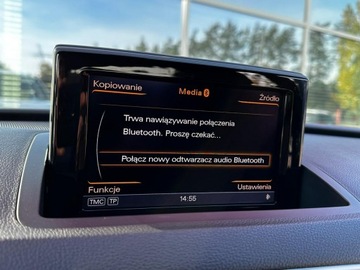 Kopiowanie
Media
Źródło
Trwa nawiązywanie połączenia
Bluetooth. Proszę czekać...
Połącz nowy odtwarzacz audio Bluetooth
Funkcje
Ustawienia
TMC TP
14:55